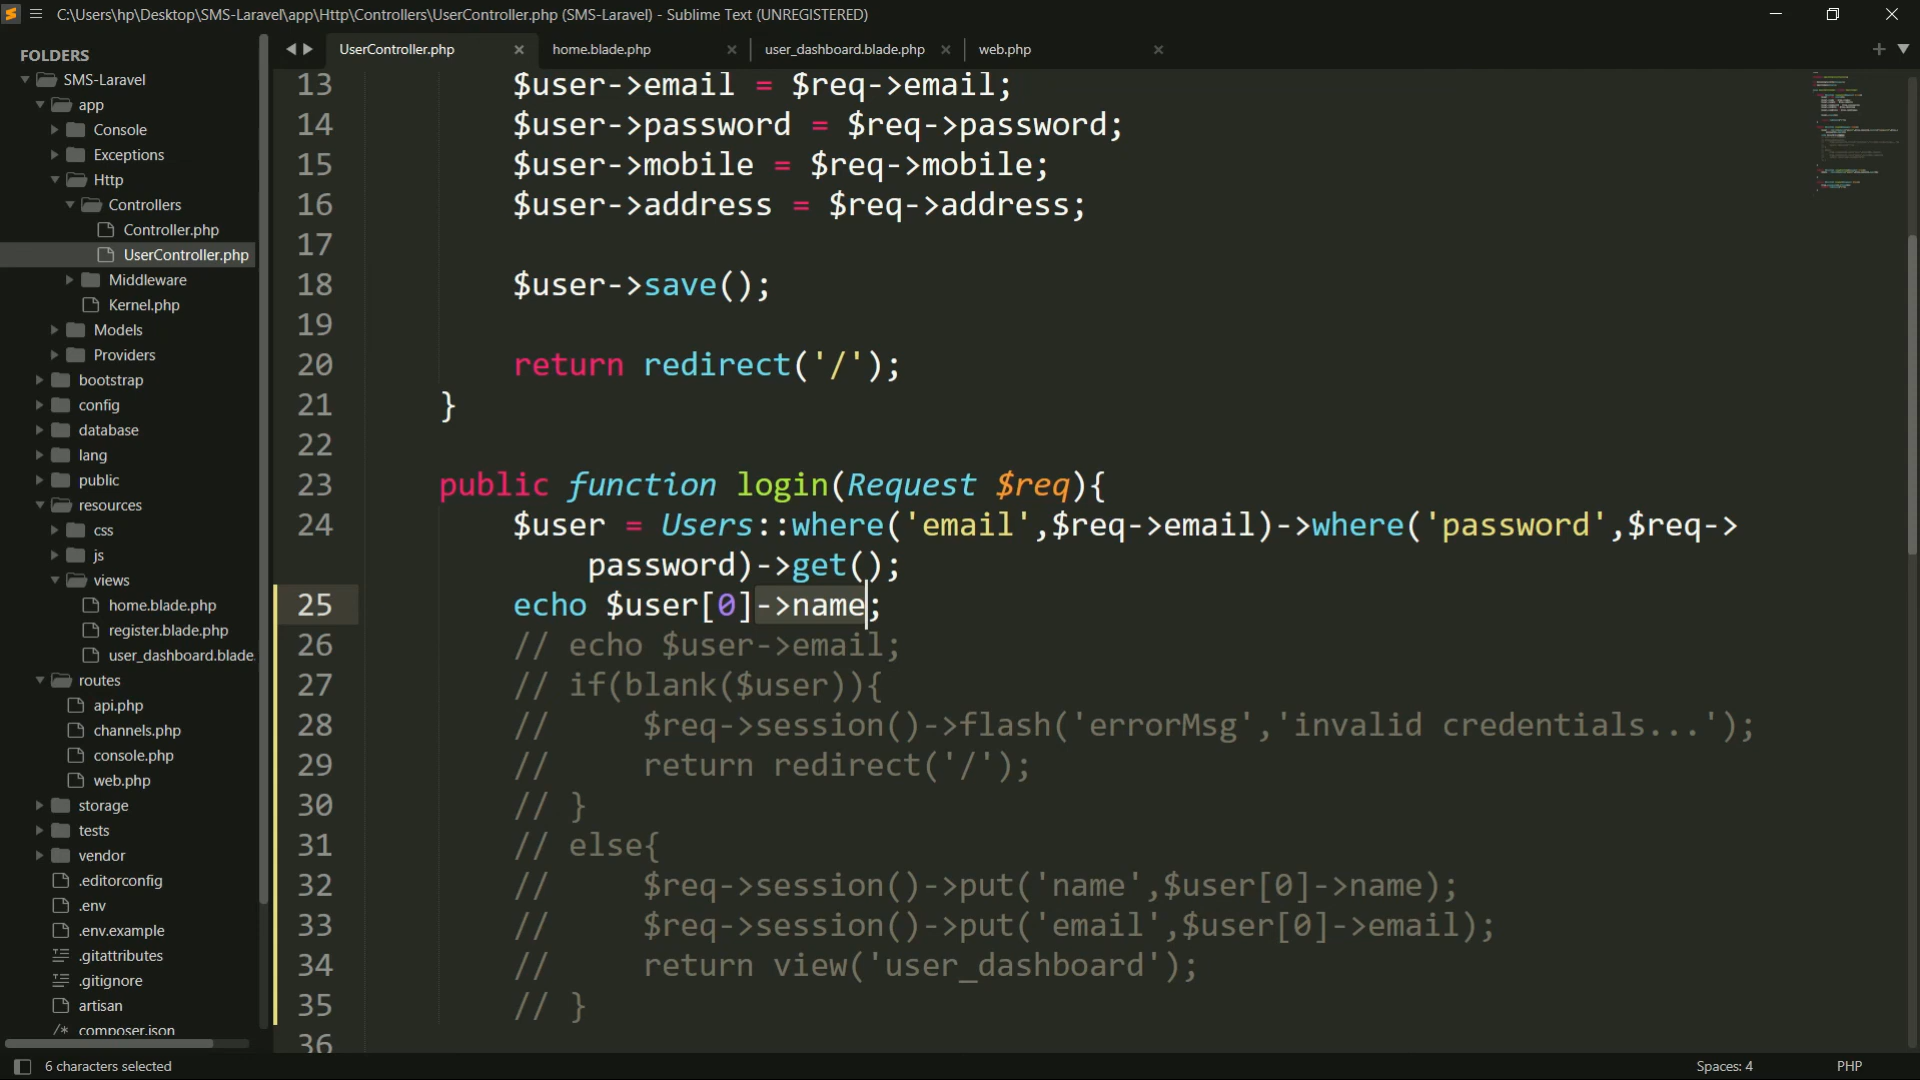 C:\Users\hp\Desktop\SMS-Laravel\app\Http\Controllers\UserController.php (SMS-Laravel) - Sublime Text (UNREGISTERED)
FOLDERS
SMS-Laravel
app
Console
Exceptions
Http
Controllers
Controller.php
UserController.php
Middleware
Kernel.php
Models
Providers
bootstrap
config
database
lang
public
resources
css
js
views
home.blade.php
register.blade.php
user_dashboard.blade.
routes
api.php
channels.php
console.php
web.php
storage
tests
vendor
.editorconfig
.env
.env.example
.gitattributes
.gitignore
artisan
/* composer.json
UserController.php
home.blade.php
user_dashboard.blade.php
web.php
13 $user->email = $req->email;
14 $user->password = $req->password;
15 $user->mobile = $req->mobile;
16 $user->address = $req->address;
17
18 $user->save();
19
20 return redirect('/');
21 }
22
23 public function login(Request $req){
24 $user = Users::where('email',$req->email)->where('password',$req->
password)->get();
25 echo $user[0]->name;
26 // echo $user->email;
27 // if(blank($user)){
28 //     $req->session()->flash('errorMsg','invalid credentials...');
29 //     return redirect('/');
30 // }
31 // else{
32 //     $req->session()->put('name',$user[0]->name);
33 //     $req->session()->put('email',$user[0]->email);
34 //     return view('user_dashboard');
35 // }
36
6 characters selected
Spaces: 4
PHP